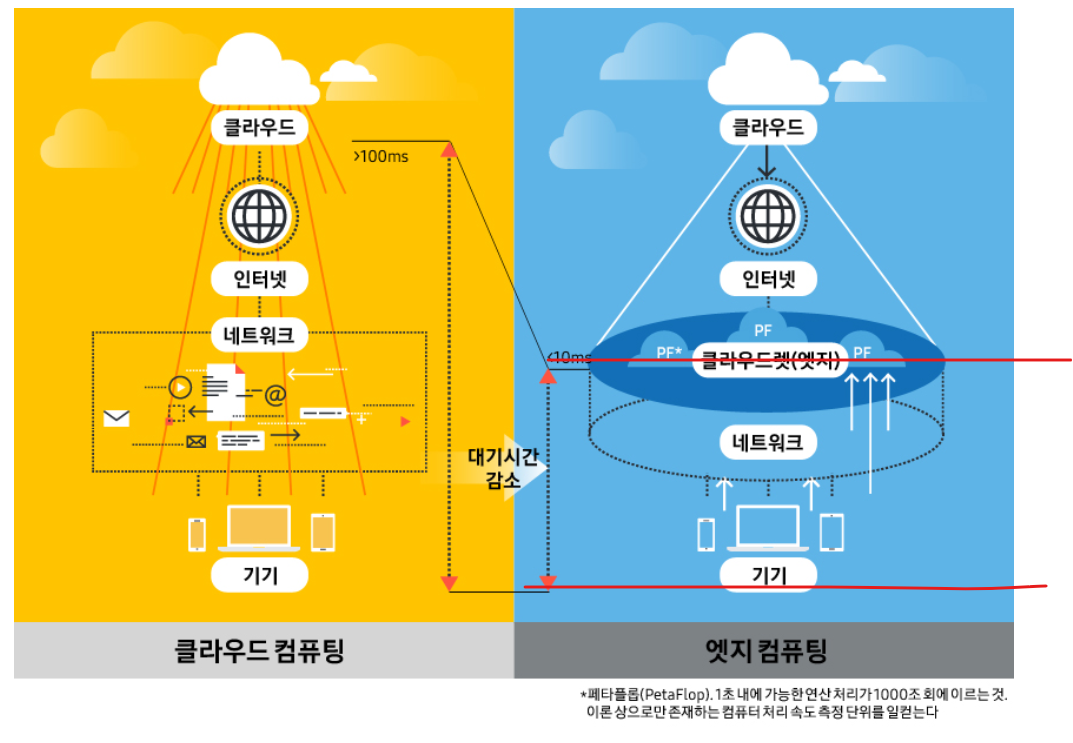 클라우드
>100ms
인터넷
네트워크
@
기기
클라우드 컴퓨팅
대기시간
감소
클라우드
인터넷
PF
<10ms
PF*
클라우드렛(엣지)
PF
네트워크
기기
엣지 컴퓨팅
*페타플롭(PetaFlop). 1초 내에 가능한 연산 처리가 1000조 회에 이르는 것.
이론 상으로만 존재하는 컴퓨터 처리 속도 측정 단위를 일컫는다